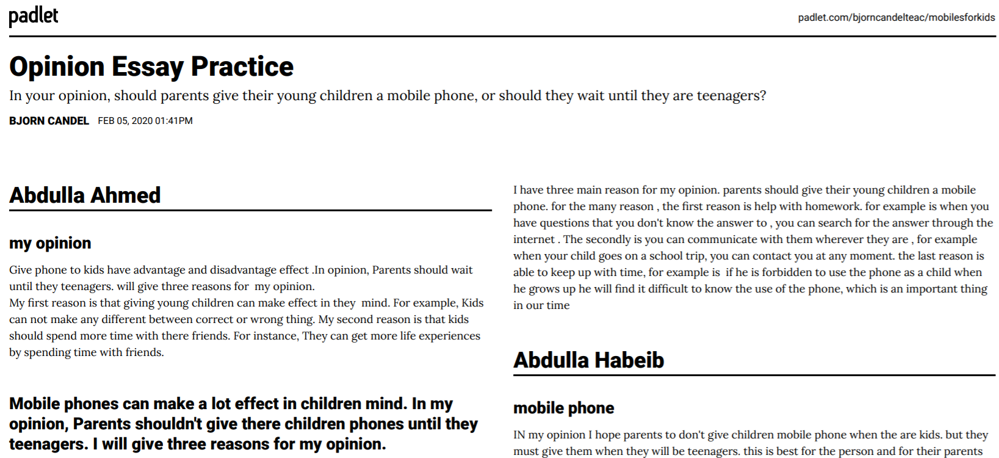 padlet
padlet.com/bjorncandelteac/mobilesforkids
Opinion Essay Practice
In your opinion, should parents give their young children a mobile phone, or should they wait until they are teenagers?
BJORN CANDEL FEB 05, 2020 01:41PM
Abdulla Ahmed
my opinion
Give phone to kids have advantage and disadvantage effect .In opinion, Parents should wait
until they teenagers. will give three reasons for  my opinion.
My first reason is that giving young children can make effect in they  mind. For example, Kids
can not make any different between correct or wrong thing. My second reason is that kids
should spend more time with there friends. For instance, They can get more life experiences
by spending time with friends.
Mobile phones can make a lot effect in children mind. In my
opinion, Parents shouldn't give there children phones until they
teenagers. I will give three reasons for my opinion.
I have three main reason for my opinion. parents should give their young children a mobile
phone. for the many reason , the first reason is help with homework. for example is when you
have questions that you don't know the answer to , you can search for the answer through the
internet . The secondly is you can communicate with them wherever they are , for example
when your child goes on a school trip, you can contact you at any moment. the last reason is
able to keep up with time, for example is  if he is forbidden to use the phone as a child when
he grows up he will find it difficult to know the use of the phone, which is an important thing
in our time
Abdulla Habeib
mobile phone
IN my opinion I hope parents to don't give children mobile phone when the are kids. but they
must give them when they will be teenagers. this is best for the person and for their parents